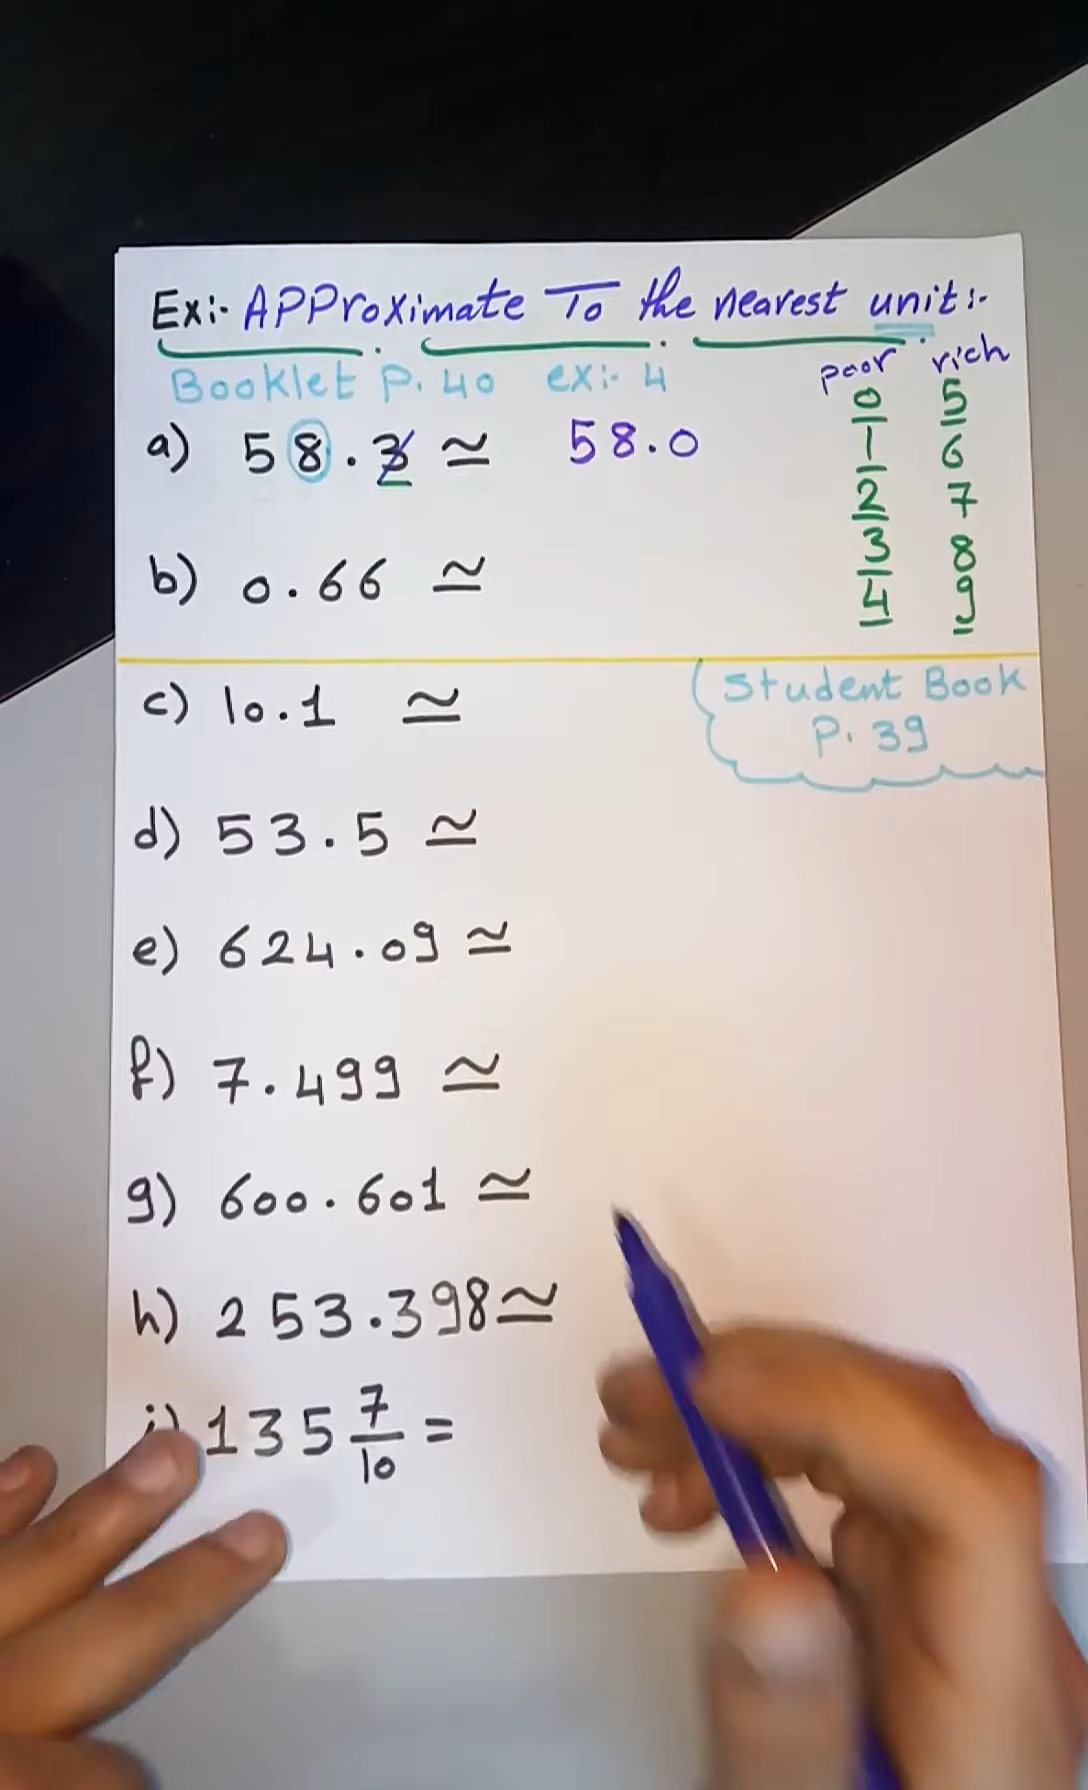 Ex:- APProximate To the nearest unit:-
Booklet P. 40 ex:- 4
poor rich
0 5
1 6
2 7
3 8
4 9
a) 58.3 ≃ 58.0
b) 0.66 ≃
Student Book
P. 39
c) 10.1 ≃
d) 53.5 ≃
e) 624.09 ≃
f) 7.499 ≃
g) 600.601 ≃
h) 253.398 ≃
i) 135 7/10 =